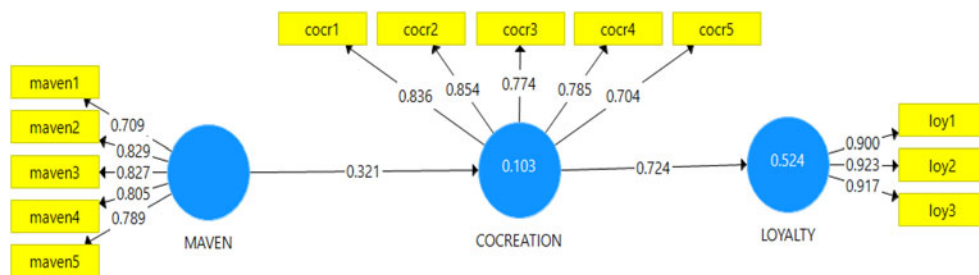 cocr1
cocr2
cocr3
cocr4
cocr5
0.836
0.854
0.774
0.785
0.704
maven1
maven2
maven3
maven4
maven5
0.709
0.829
0.827
0.805
0.789
MAVEN
0.321
0.103
COCREATION
0.724
0.524
LOYALTY
0.900
0.923
0.917
loy1
loy2
loy3